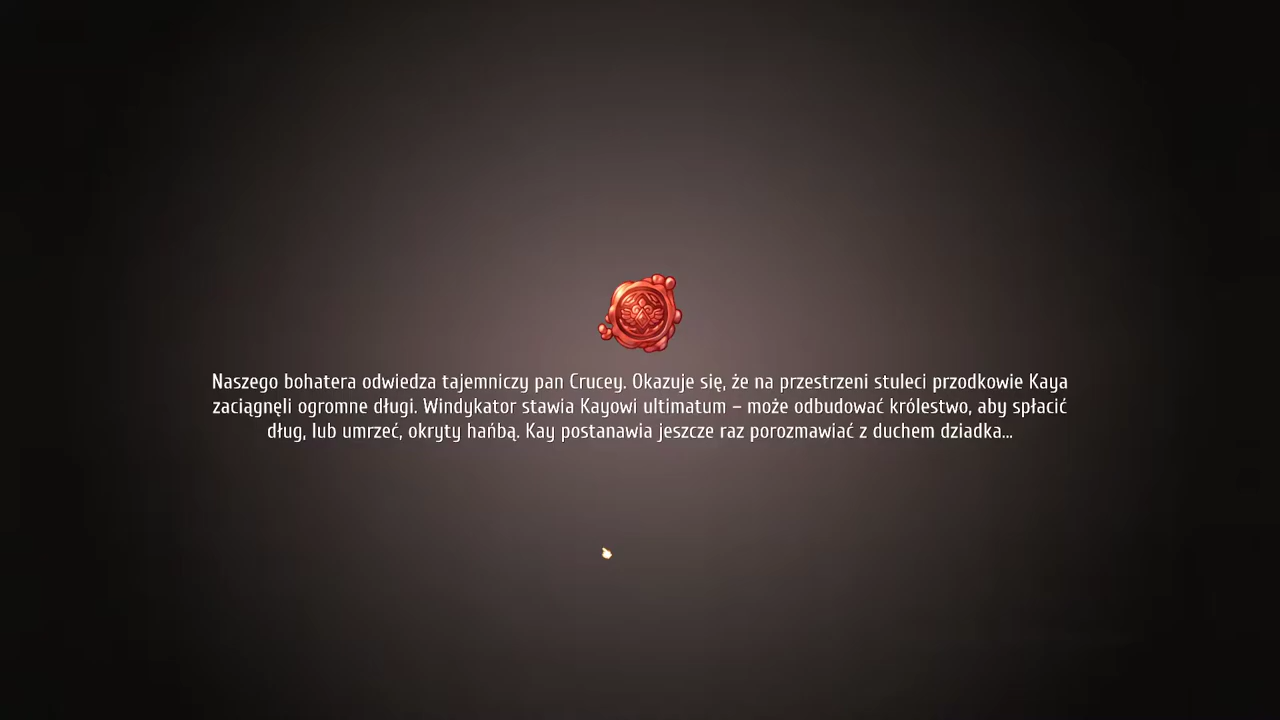 Naszego bohatera odwiedza tajemniczy pan Crucey. Okazuje się, że na przestrzeni stuleci przodkowie Kaya
zaciągnęli ogromne długi. Windykator stawia Kayowi ultimatum – może odbudować królestwo, aby spłacić
dług, lub umrzeć, okryty hańbą. Kay postanawia jeszcze raz porozmawiać z duchem dziadka...